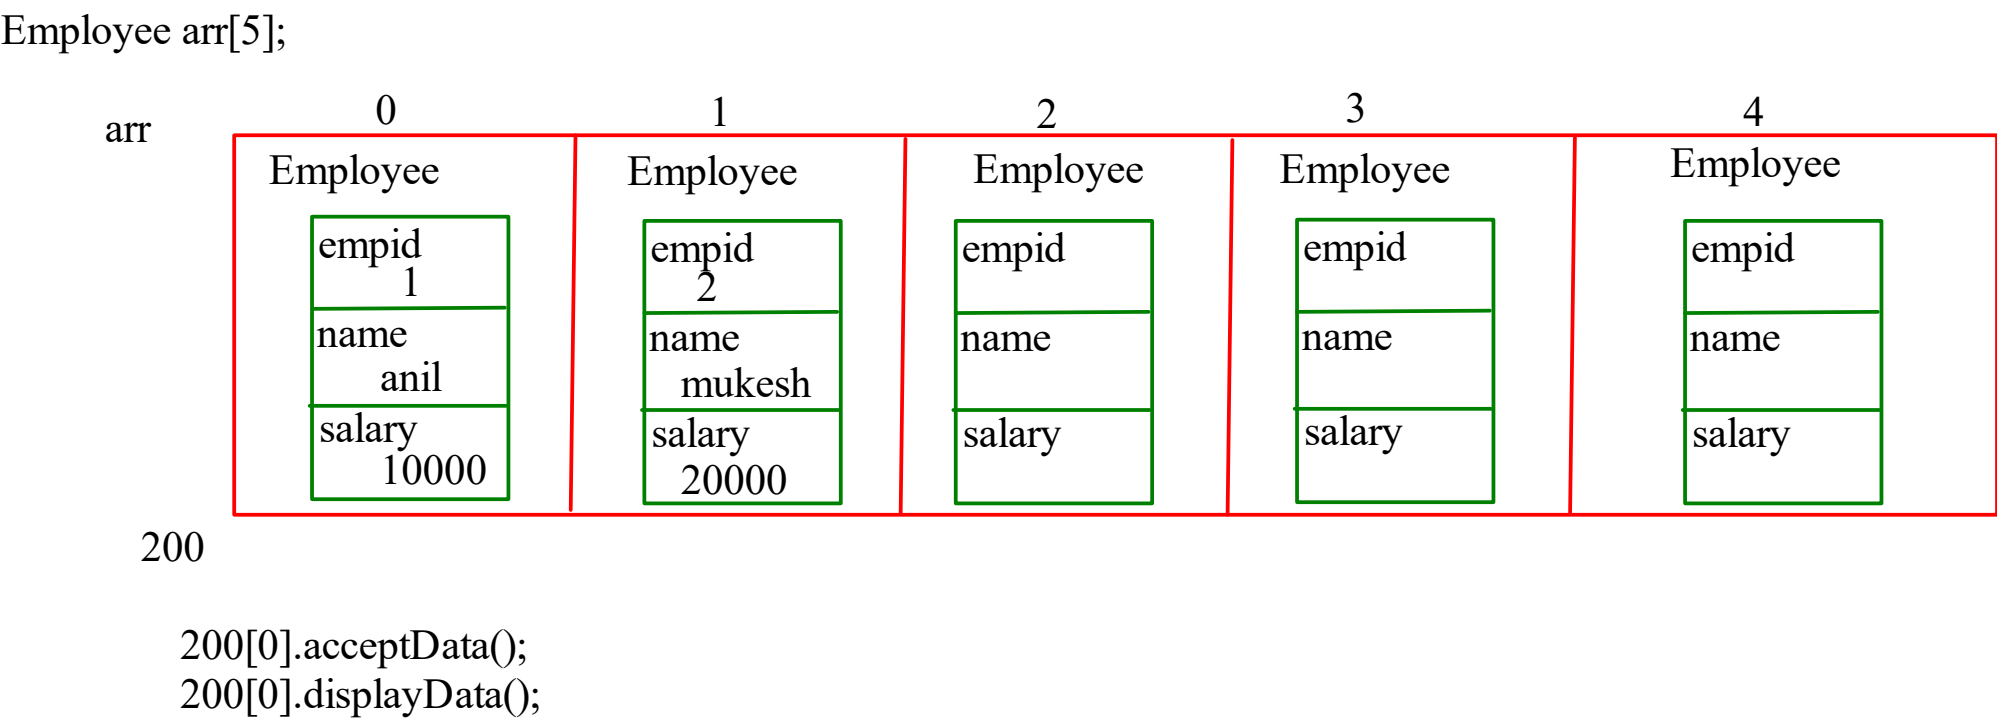 Employee arr[5];
arr
0 1 2 3 4
Employee Employee Employee Employee Employee
empid empid empid empid empid
1 2
name name name name name
anil mukesh
salary salary salary salary salary
10000 20000
200
200[0].acceptData();
200[0].displayData();